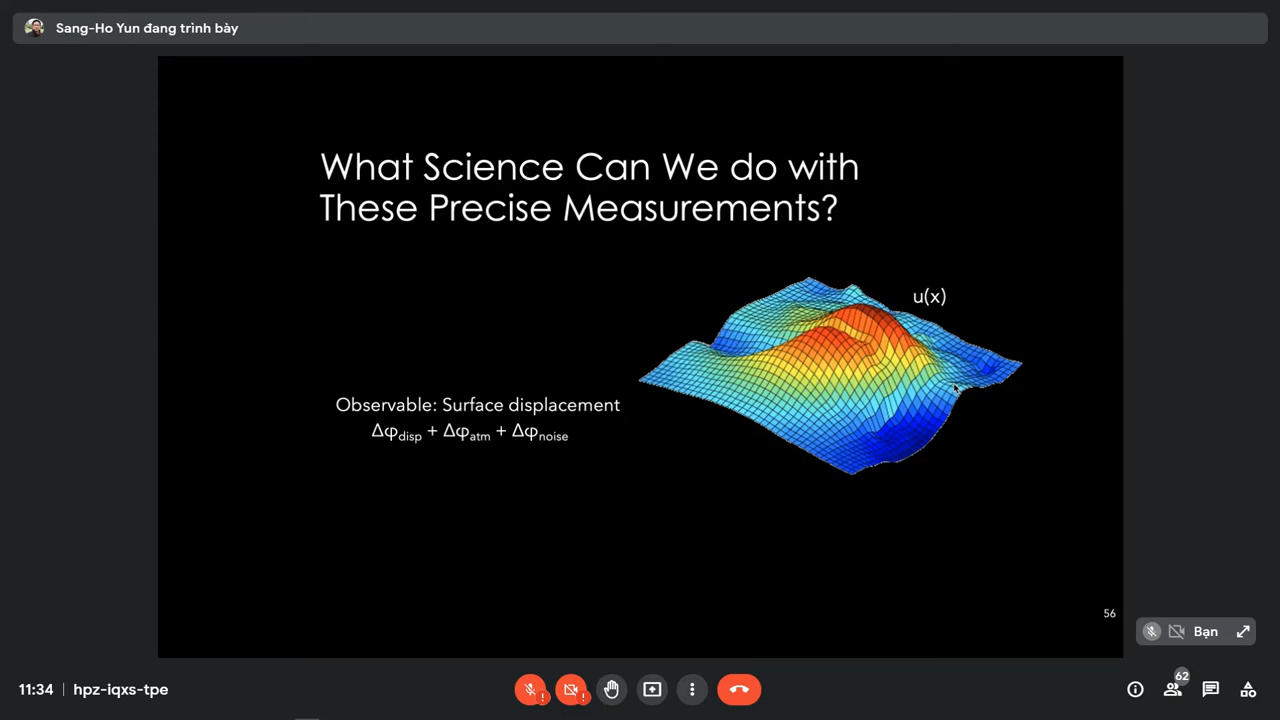 Sang-Ho Yun đang trình bày
What Science Can We do with
These Precise Measurements?
u(x)
Observable: Surface displacement
Δφdisp + Δφatm + Δφnoise
56
Bạn
11:34 | hpz-iqxs-tpe
62